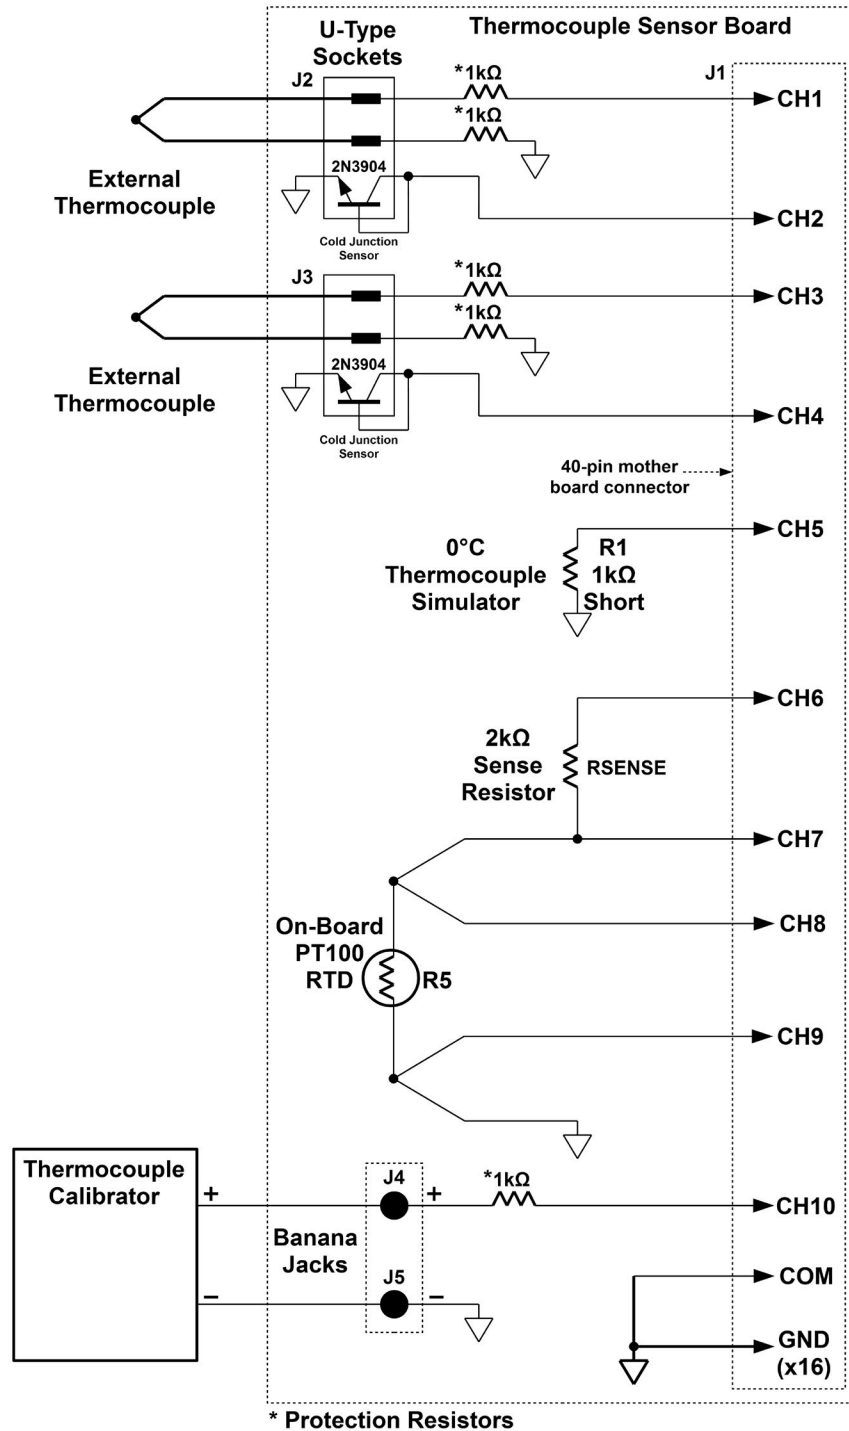 Thermocouple Sensor Board
U-Type
Sockets
J1
J2
*1kΩ
CH1
*1kΩ
External
Thermocouple
2N3904
CH2
Cold Junction
Sensor
J3
*1kΩ
CH3
*1kΩ
External
Thermocouple
2N3904
CH4
Cold Junction
Sensor
40-pin mother
board connector
CH5
0°C
Thermocouple
Simulator
R1
1kΩ
Short
CH6
2kΩ
Sense
Resistor
RSENSE
CH7
CH8
On-Board
PT100
RTD
R5
CH9
Thermocouple
Calibrator
+
J4
+
*1kΩ
CH10
Banana
Jacks
–
J5
–
COM
GND
(x16)
* Protection Resistors